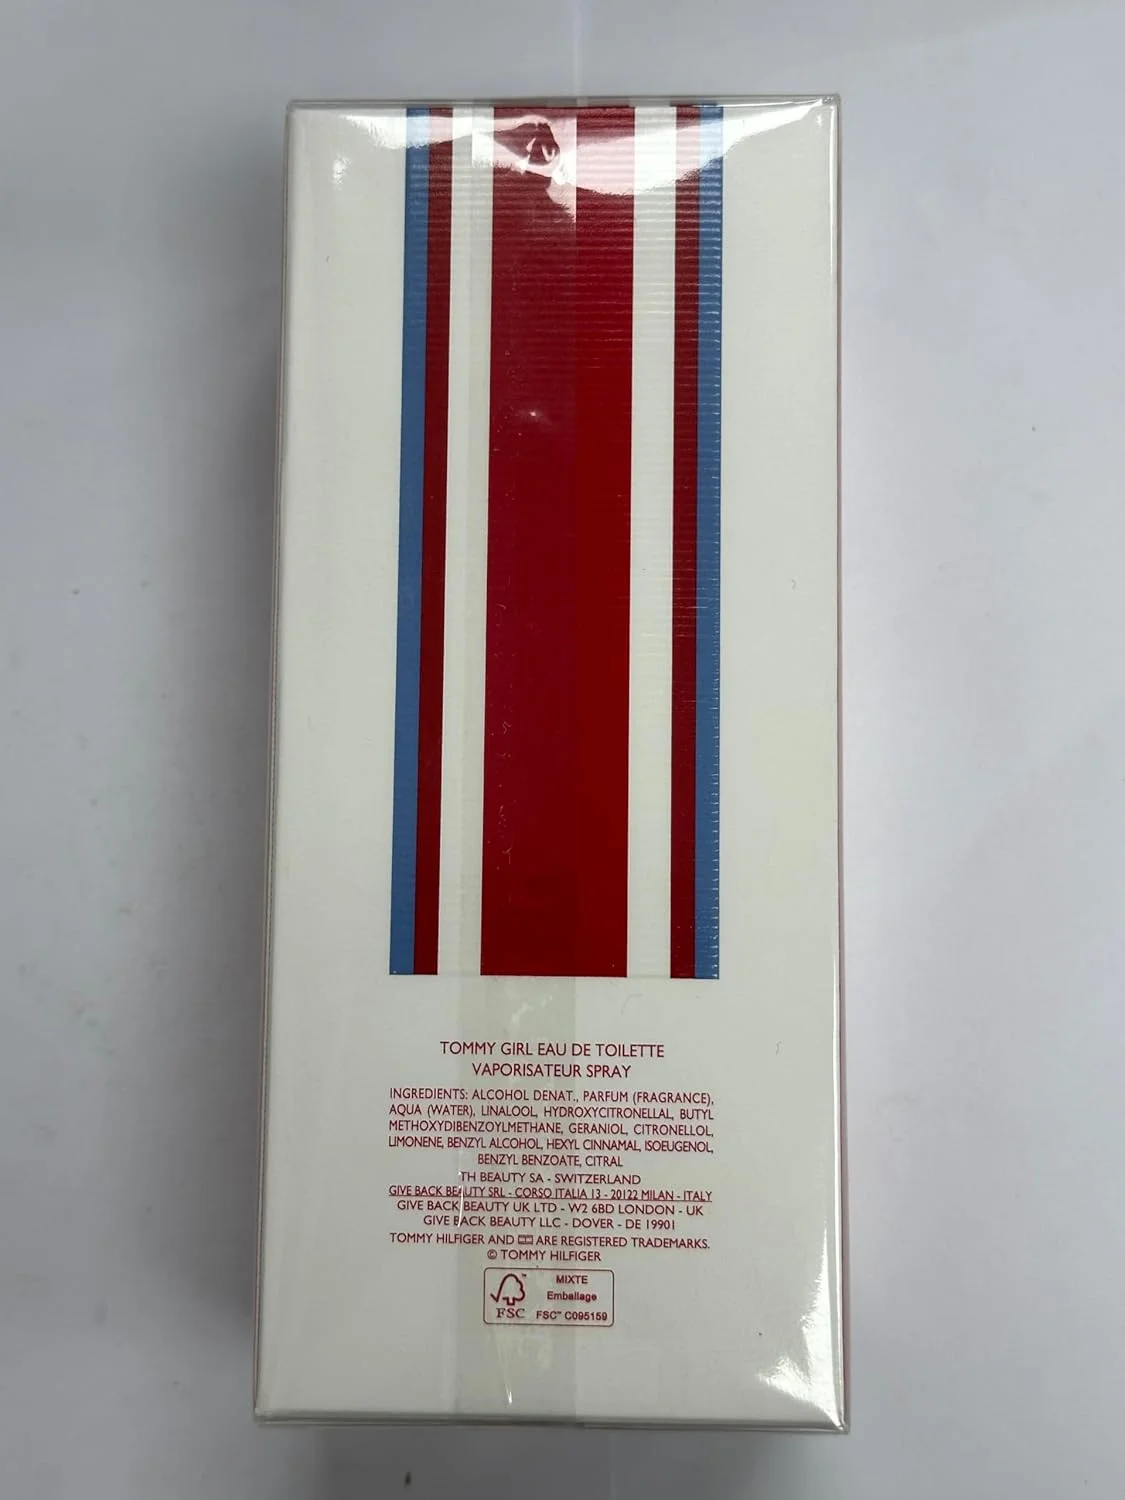 TOMMY GIRL EAU DE TOILETTE
VAPORISATEUR SPRAY
INGREDIENTS: ALCOHOL DENAT., PARFUM (FRAGRANCE),
AQUA (WATER), LINALOOL, HYDROXYCITRONELLAL, BUTYL
METHOXYDIBENZOYLMETHANE, GERANIOL, CITRONELLOL,
LIMONENE, BENZYL ALCOHOL, HEXYL CINNAMAL, ISOEUGENOL,
BENZYL BENZOATE, CITRAL
TH BEAUTY SA - SWITZERLAND
GIVE BACK BEAUTY SRL - CORSO ITALIA 13 - 20122 MILAN - ITALY
GIVE BACK BEAUTY UK LTD - W2 6BD LONDON - UK
GIVE BACK BEAUTY LLC - DOVER - DE 19901
TOMMY HILFIGER AND ARE REGISTERED TRADEMARKS.
© TOMMY HILFIGER
MIXTE
Emballage
FSC™ C095159
FSC